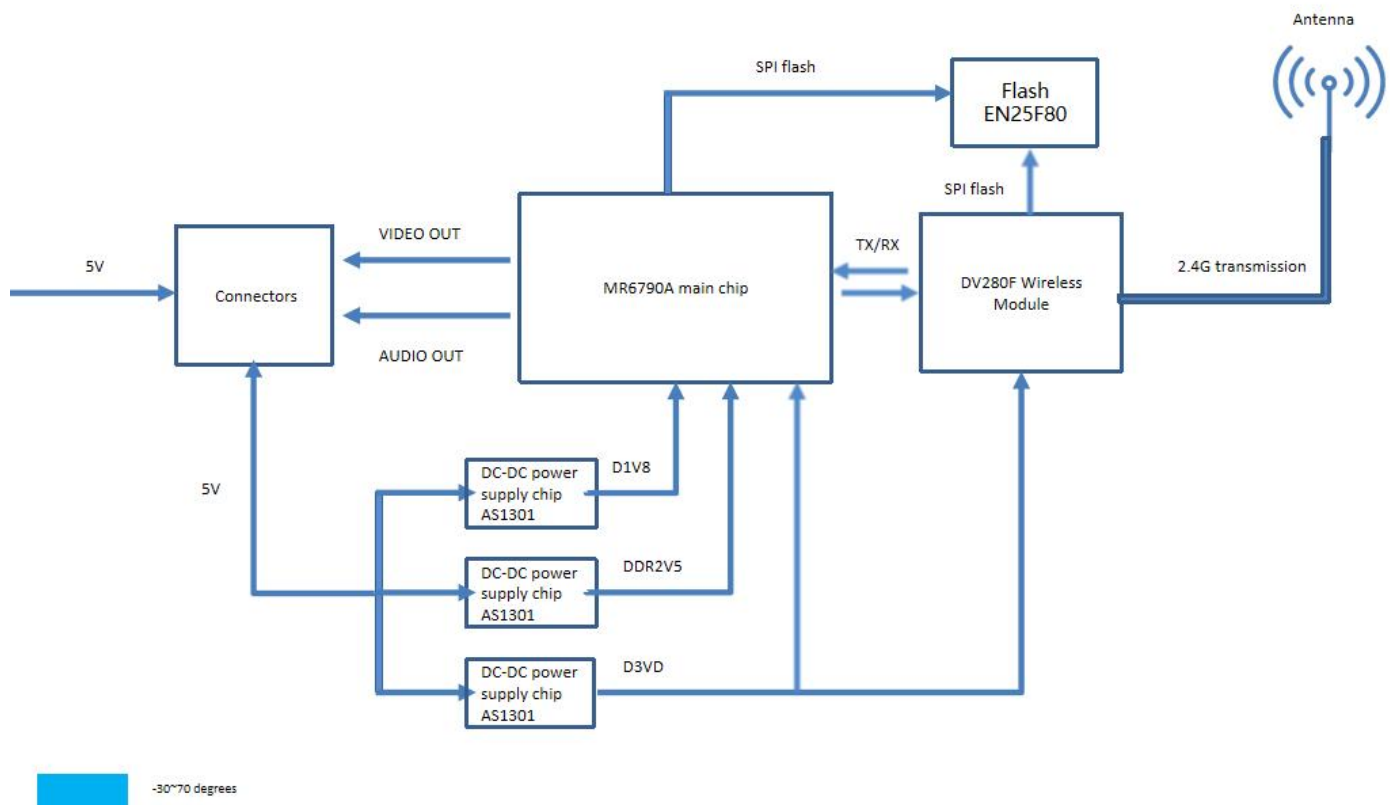 Antenna
SPI flash
Flash
EN25F80
SPI flash
VIDEO OUT
TX/RX
5V
2.4G transmission
Connectors
MR6790A main chip
DV280F Wireless
Module
AUDIO OUT
DC-DC power
supply chip
AS1301
D1V8
5V
DC-DC power
supply chip
AS1301
DDR2V5
DC-DC power
supply chip
AS1301
D3VD
-30~70 degrees